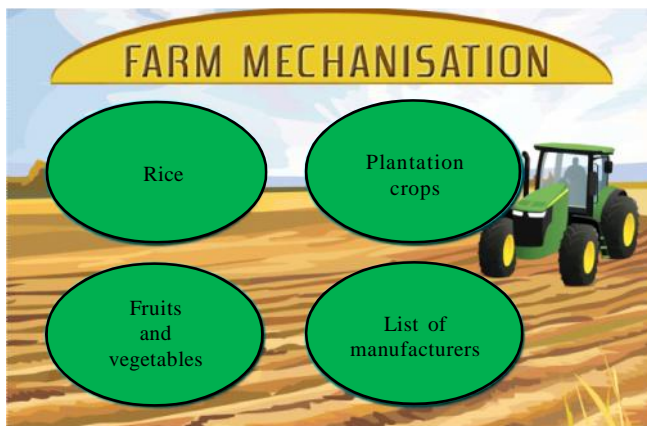 FARM MECHANISATION
Rice
Plantation
crops
Fruits
and
vegetables
List of
manufacturers